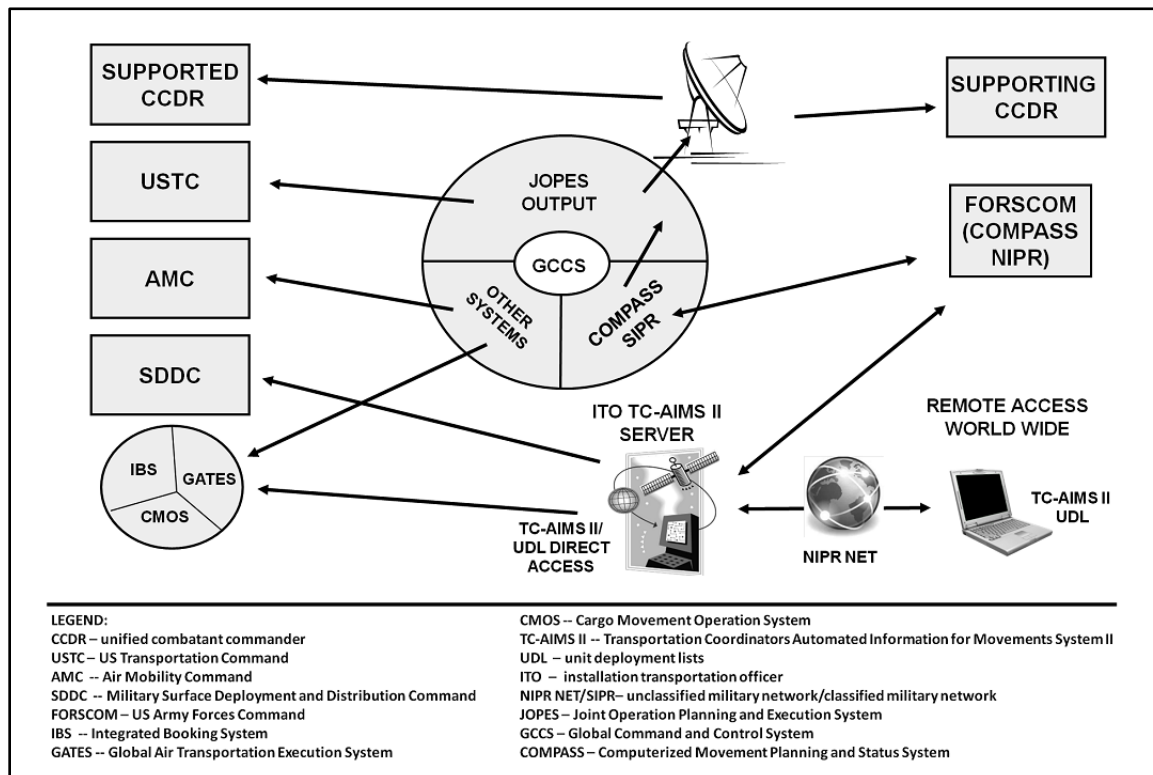 SUPPORTED
CCDR
SUPPORTING
CCDR
USTC
JOPES
OUTPUT
FORSCOM
(COMPASS
NIPR)
AMC
GCCS
OTHER
SYSTEMS
COMPASS
SIPR
SDDC
ITO TC-AIMS II
SERVER
REMOTE ACCESS
WORLD WIDE
IBS
GATES
CMOS
TC-AIMS II/
UDL DIRECT
ACCESS
NIPR NET
TC-AIMS II
UDL
LEGEND:
CCDR – unified combatant commander
USTC – US Transportation Command
AMC -- Air Mobility Command
SDDC -- Military Surface Deployment and Distribution Command
FORSCOM – US Army Forces Command
IBS -- Integrated Booking System
GATES -- Global Air Transportation Execution System
CMOS -- Cargo Movement Operation System
TC-AIMS II -- Transportation Coordinators Automated Information for Movements System II
UDL – unit deployment lists
ITO – installation transportation officer
NIPR NET/SIPR– unclassified military network/classified military network
JOPES – Joint Operation Planning and Execution System
GCCS – Global Command and Control System
COMPASS – Computerized Movement Planning and Status System